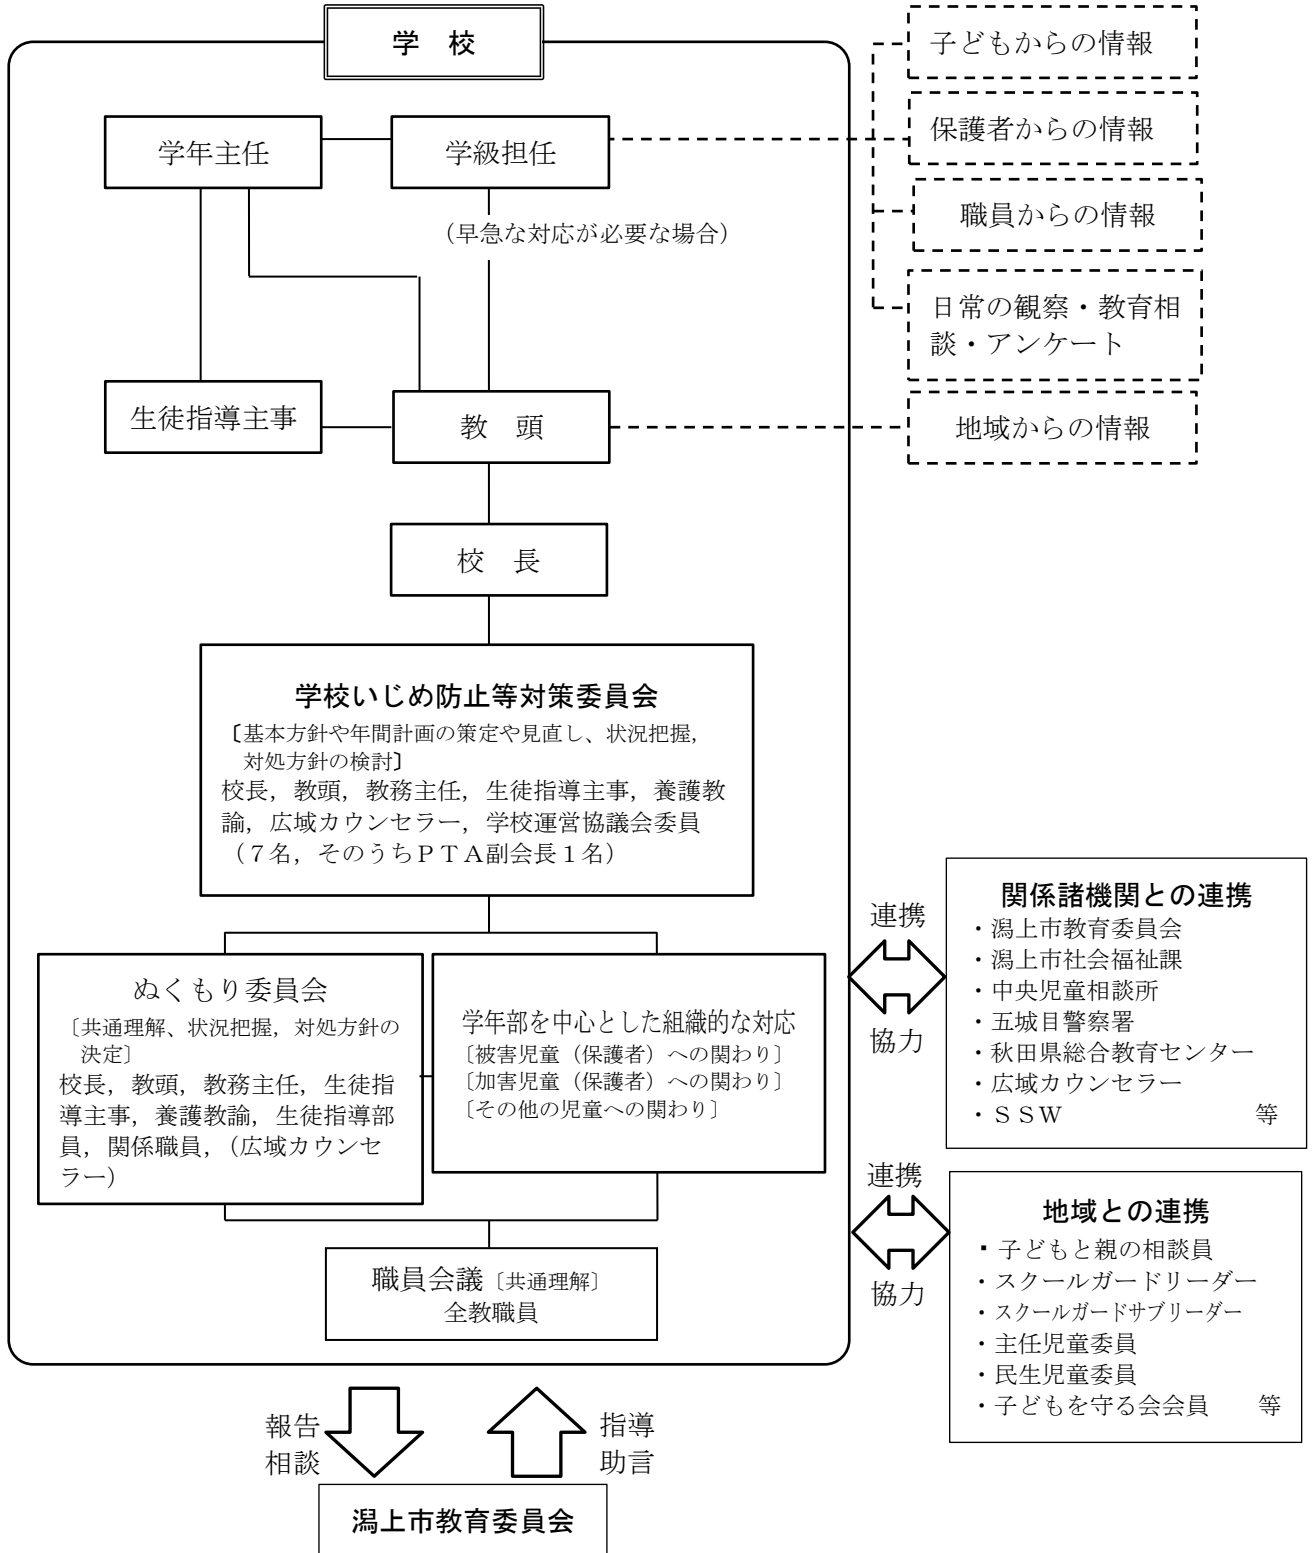 学　校
子どもからの情報
保護者からの情報
職員からの情報
日常の観察・教育相
談・アンケート
地域からの情報
学年主任
学級担任
（早急な対応が必要な場合）
生徒指導主事
教　頭
校　長
学校いじめ防止等対策委員会
〔基本方針や年間計画の策定や見直し、状況把握，
対処方針の検討〕
校長，教頭，教務主任，生徒指導主事，養護教
諭，広域カウンセラー，学校運営協議会委員
（７名，そのうちＰＴＡ副会長１名）
ぬくもり委員会
〔共通理解、状況把握，対処方針の
決定〕
校長，教頭，教務主任，生徒指
導主事，養護教諭，生徒指導部
員，関係職員，（広域カウンセ
ラー）
学年部を中心とした組織的な対応
〔被害児童（保護者）への関わり〕
〔加害児童（保護者）への関わり〕
〔その他の児童への関わり〕
職員会議〔共通理解〕
全教職員
連携
協力
関係諸機関との連携
・潟上市教育委員会
・潟上市社会福祉課
・中央児童相談所
・五城目警察署
・秋田県総合教育センター
・広域カウンセラー
・ＳＳＷ　　　　　　等
連携
協力
地域との連携
・子どもと親の相談員
・スクールガードリーダー
・スクールガードサブリーダー
・主任児童委員
・民生児童委員
・子どもを守る会会員　　等
報告
相談
指導
助言
潟上市教育委員会